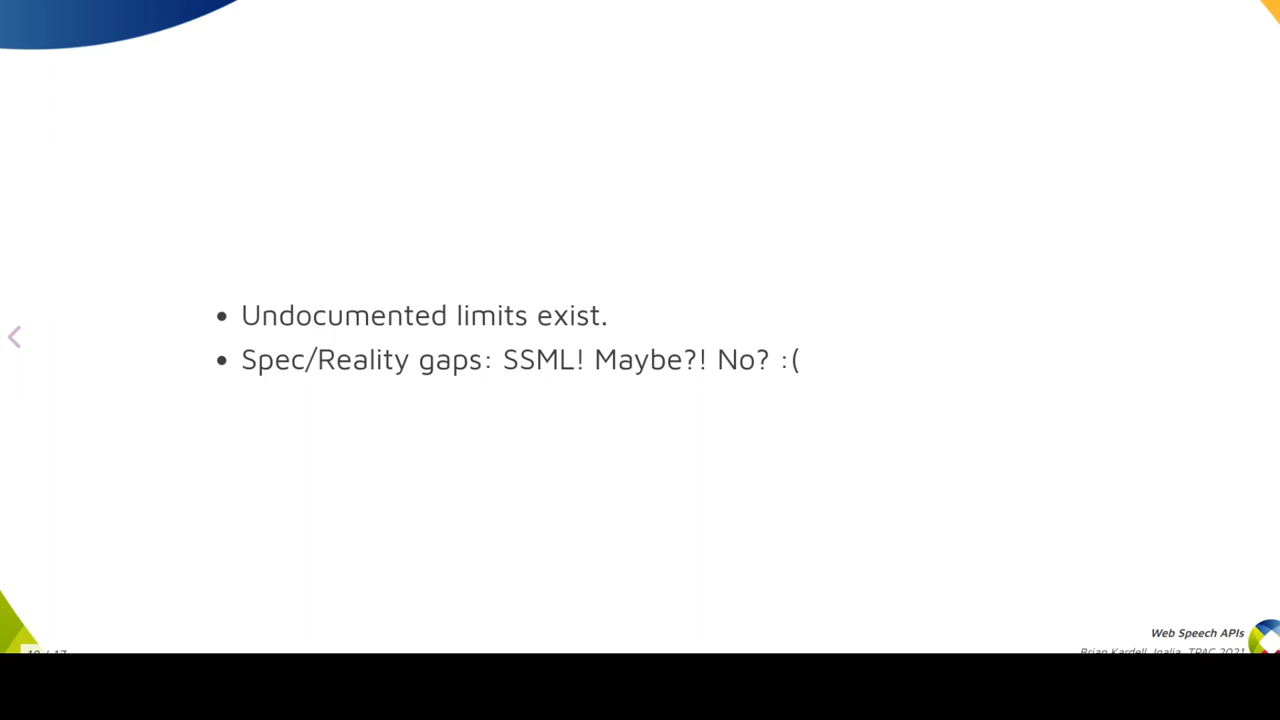 Undocumented limits exist.
Spec/Reality gaps: SSML! Maybe?! No? :(
Web Speech APIs
Brian Kardell, Igalia, TPAC 2021